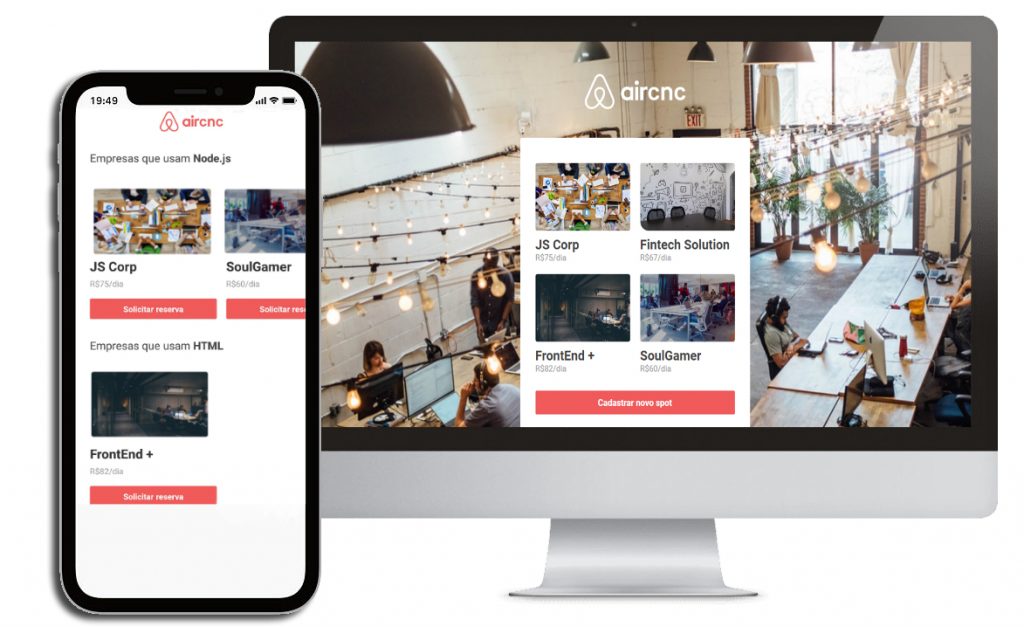 19:49
aircnc
Empresas que usam Node.js
JS Corp
R$75/dia
Solicitar reserva
SoulGamer
R$60/dia
Solicitar res
Empresas que usam HTML
FrontEnd +
R$82/dia
Solicitar reserva
aircnc
EXIT
JS Corp
R$75/dia
Fintech Solution
R$67/dia
FrontEnd +
R$82/dia
SoulGamer
R$60/dia
Cadastrar novo spot